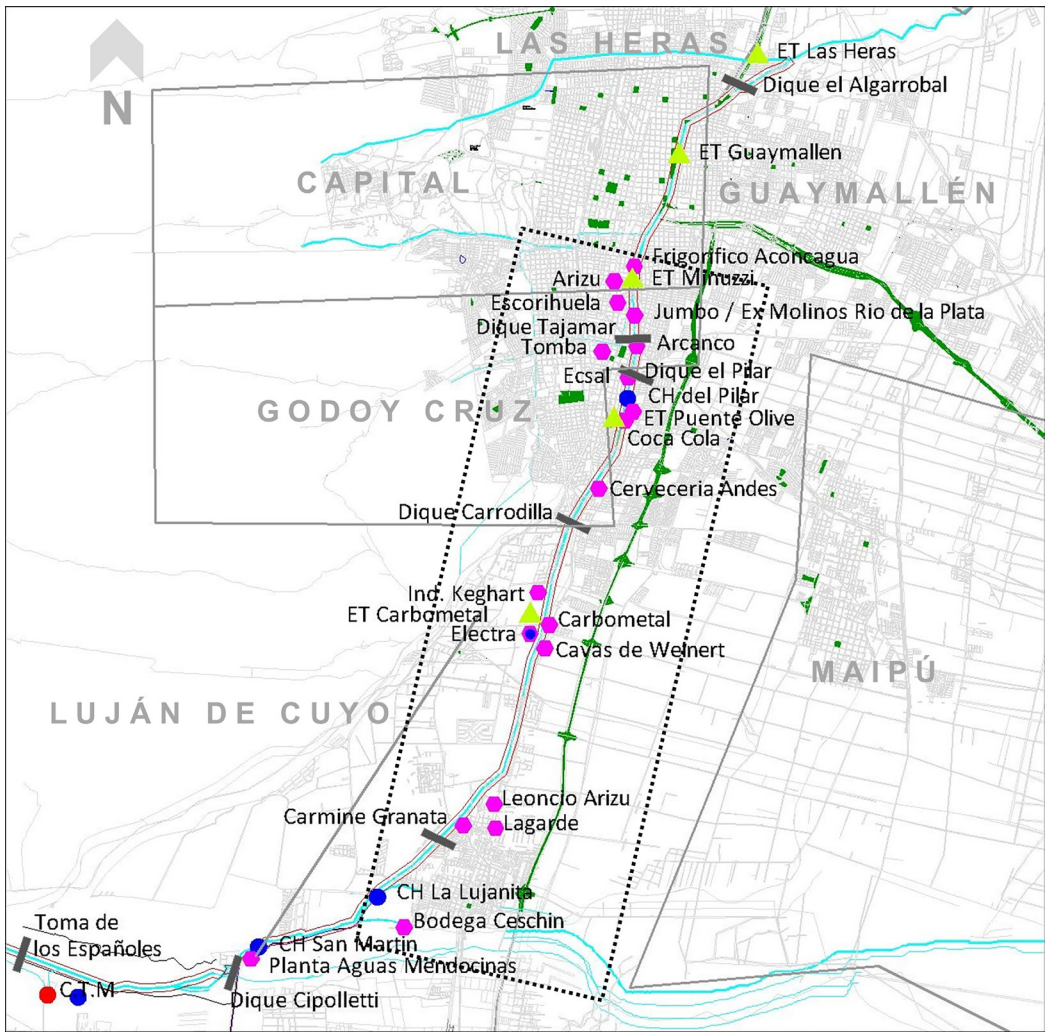 LAS HERAS
ET Las Heras
Dique el Algarrobal
N
ET Guaymallen
CAPITAL
GUAYMALLÉN
Frigorifico Aconcagua
Arizu
ET Minuzzi
Escorihuela
Jumbo / Ex Molinos Rio de la Plata
Dique Tajamar
Tomba
Arcanco
Ecsal
Dique el Pilar
CH del Pilar
GODOY CRUZ
ET Puente Olive
Coca Cola
Cerveceria Andes
Dique Carrodilla
Ind. Keghart
ET Carbometal
Carbometal
Electra
Cavas de Weinert
MAIPÚ
LUJÁN DE CUYO
Leoncio Arizu
Carmine Granata
Lagarde
CH La Lujanita
Bodega Ceschin
Toma de
los Españoles
CH San Martin
Planta Aguas Mendocinas
C.T.M
Dique Cipolletti